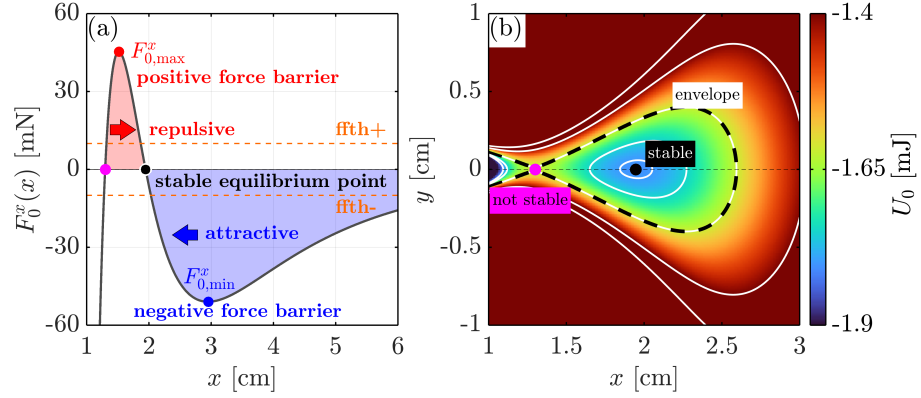 (a)
F^x_{0,max}
positive force barrier
repulsive
ffth+
stable equilibrium point
ffth-
attractive
F^x_{0,min}
negative force barrier
F^x_0(x) [mN]
60
30
0
-30
-60
1 2 3 4 5 6
x [cm]
(b)
envelope
stable
not stable
y [cm]
1
0.5
0
-0.5
-1
1 1.5 2 2.5 3
x [cm]
-1.4
-1.65
-1.9
U_0 [mJ]